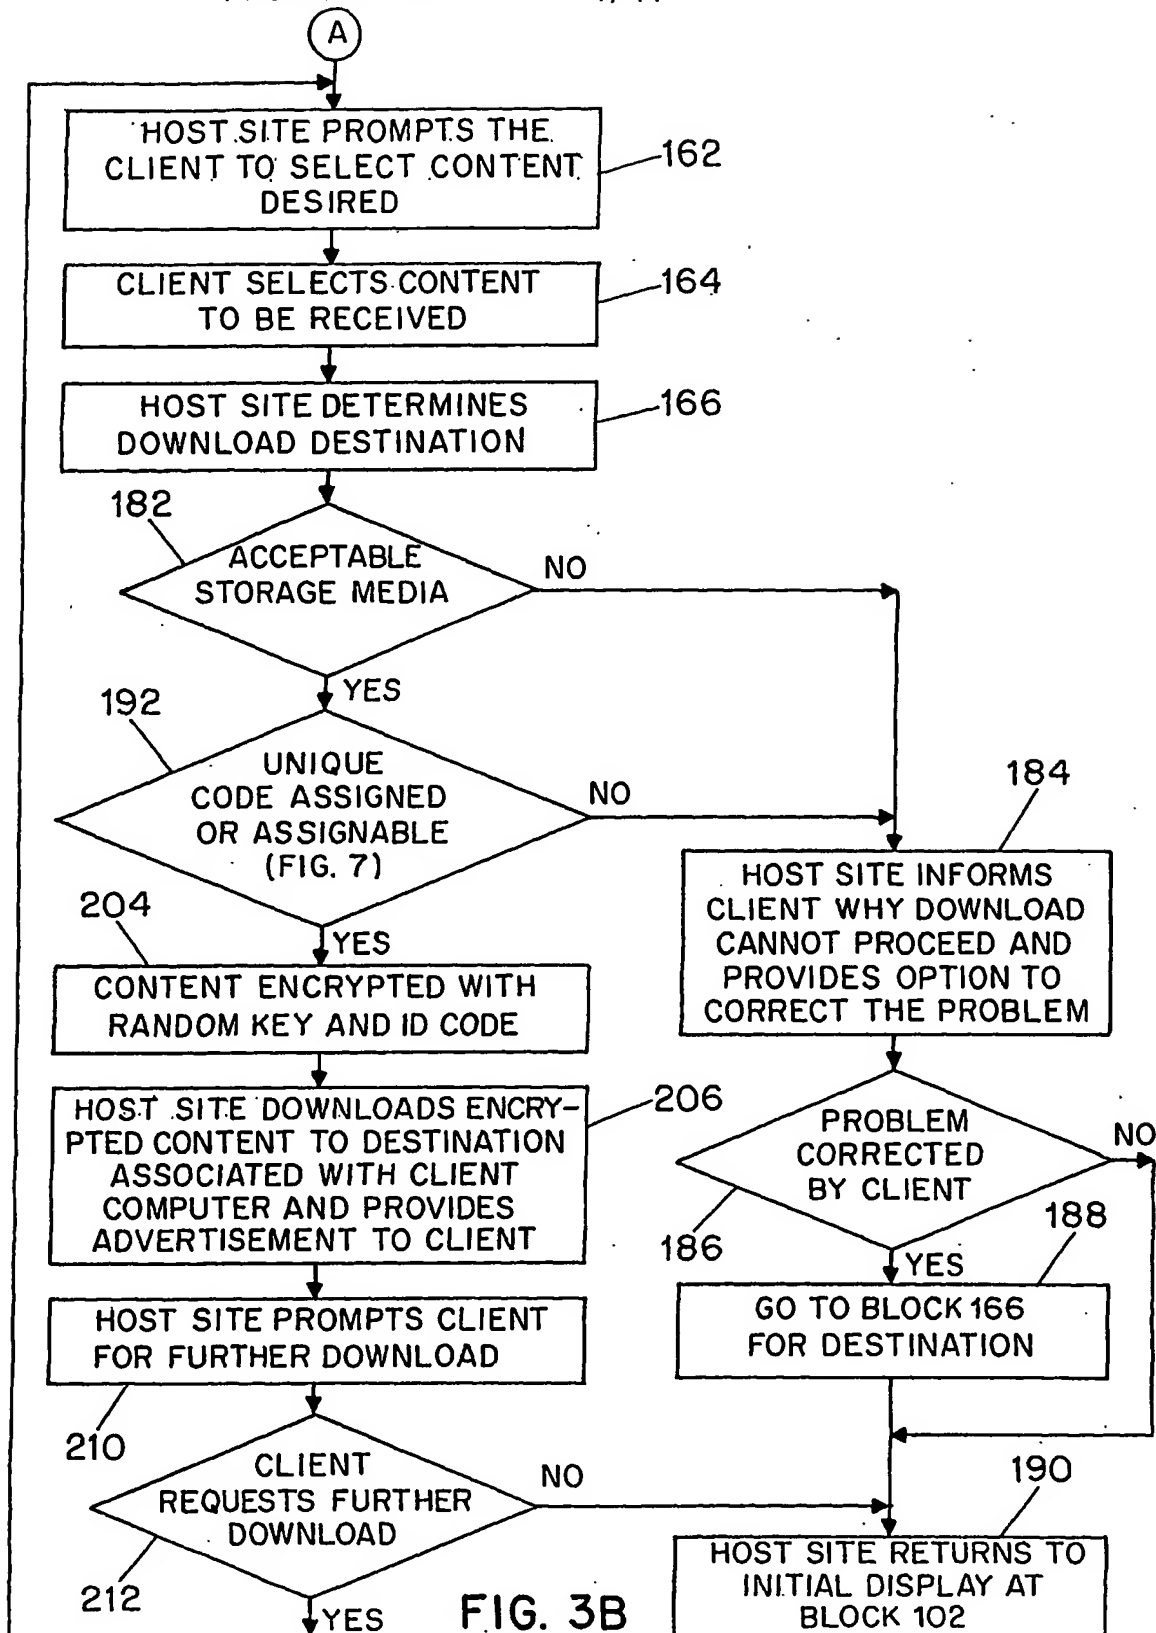 A
HOST SITE PROMPTS THE
CLIENT TO SELECT CONTENT
DESIRED
162
CLIENT SELECTS CONTENT
TO BE RECEIVED
164
HOST SITE DETERMINES
DOWNLOAD DESTINATION
166
182
ACCEPTABLE
STORAGE MEDIA
NO
YES
192
UNIQUE
CODE ASSIGNED
OR ASSIGNABLE
(FIG. 7)
NO
YES
184
HOST SITE INFORMS
CLIENT WHY DOWNLOAD
CANNOT PROCEED AND
PROVIDES OPTION TO
CORRECT THE PROBLEM
204
CONTENT ENCRYPTED WITH
RANDOM KEY AND ID CODE
HOST SITE DOWNLOADS ENCRY-
PTED CONTENT TO DESTINATION
ASSOCIATED WITH CLIENT
COMPUTER AND PROVIDES
ADVERTISEMENT TO CLIENT
206
PROBLEM
CORRECTED
BY CLIENT
NO
186
YES
188
GO TO BLOCK 166
FOR DESTINATION
HOST SITE PROMPTS CLIENT
FOR FURTHER DOWNLOAD
210
CLIENT
REQUESTS FURTHER
DOWNLOAD
NO
212
YES
190
HOST SITE RETURNS TO
INITIAL DISPLAY AT
BLOCK 102
FIG. 3B